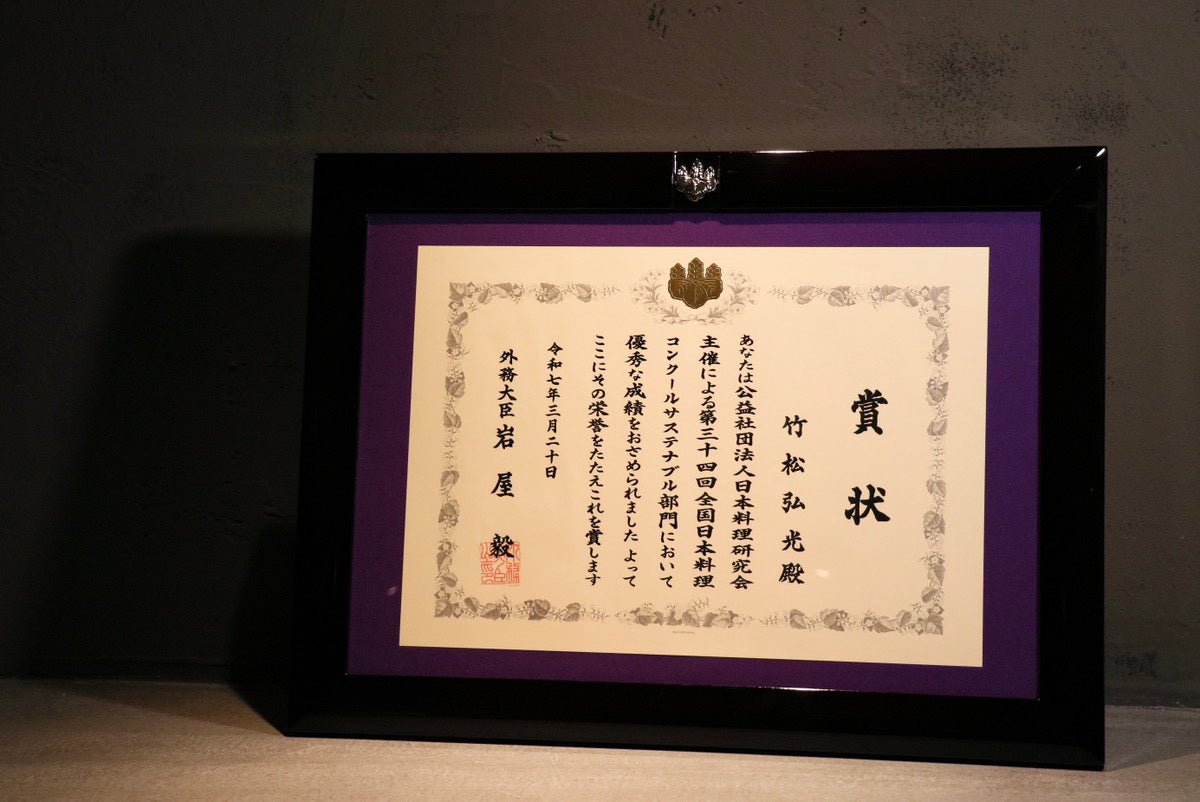 賞状
竹松弘光殿
あなたは公益社団法人日本料理研究会
主催による第三十四回全国日本料理
コンクールサステナブル部門において
優秀な成績をおさめられました よって
ここにその栄誉をたたえこれを賞します
令和七年三月二十日
外務大臣 岩屋毅